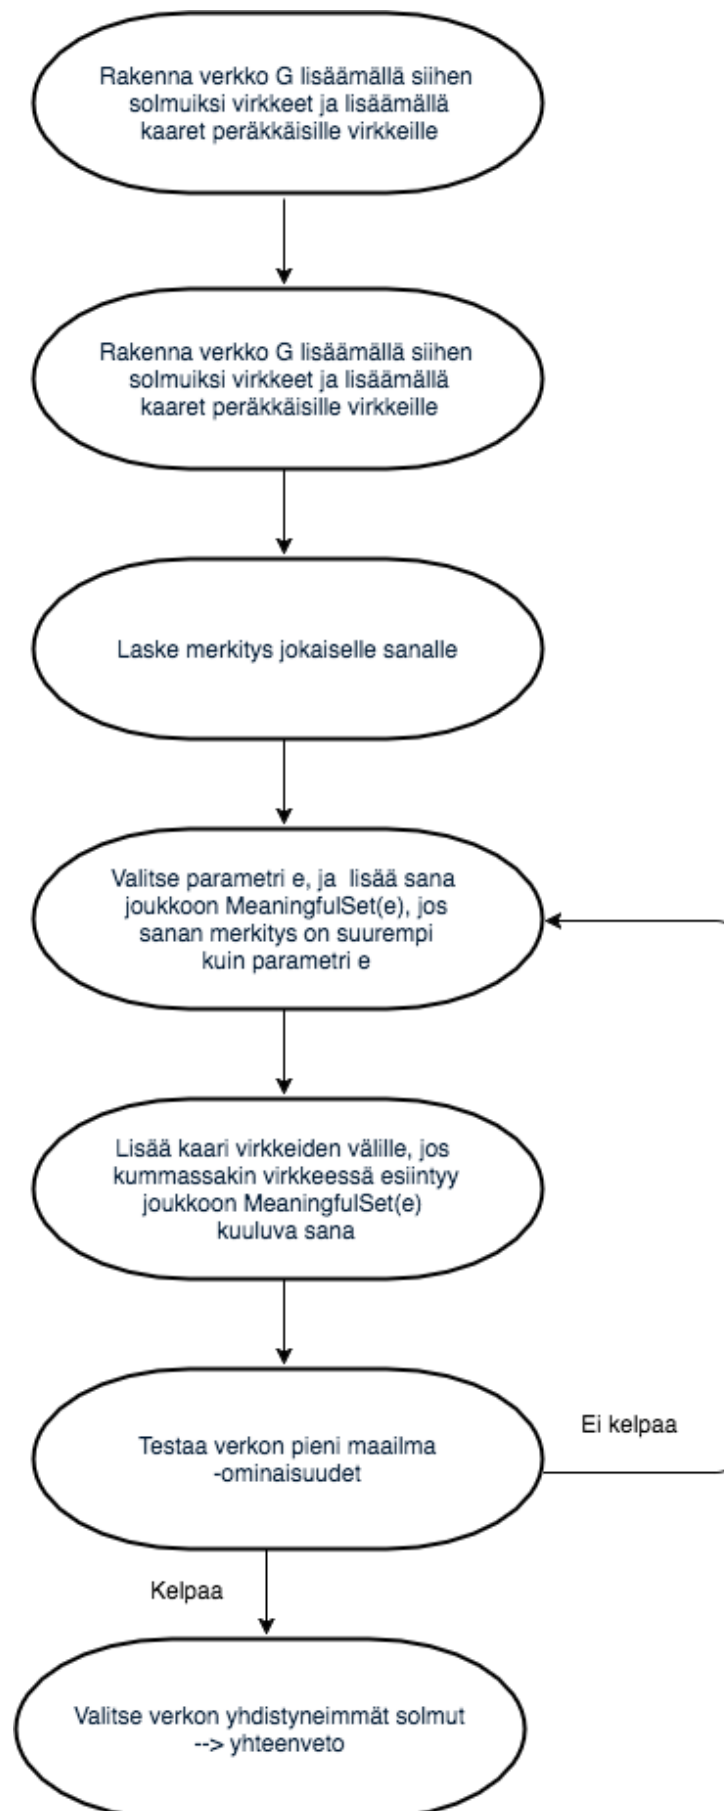 Rakenna verkko G lisäämällä siihen
solmuiksi virkkeet ja lisäämällä
kaaret peräkkäisille virkkeille
Rakenna verkko G lisäämällä siihen
solmuiksi virkkeet ja lisäämällä
kaaret peräkkäisille virkkeille
Laske merkitys jokaiselle sanalle
Valitse parametri e, ja lisää sana
joukkoon MeaningfulSet(e), jos
sanan merkitys on suurempi
kuin parametri e
Lisää kaari virkkeiden välille, jos
kummassakin virkkeessä esiintyy
joukkoon MeaningfulSet(e)
kuuluva sana
Testaa verkon pieni maailma
-ominaisuudet
Ei kelpaa
Kelpaa
Valitse verkon yhdistyneimmät solmut
--> yhteenveto